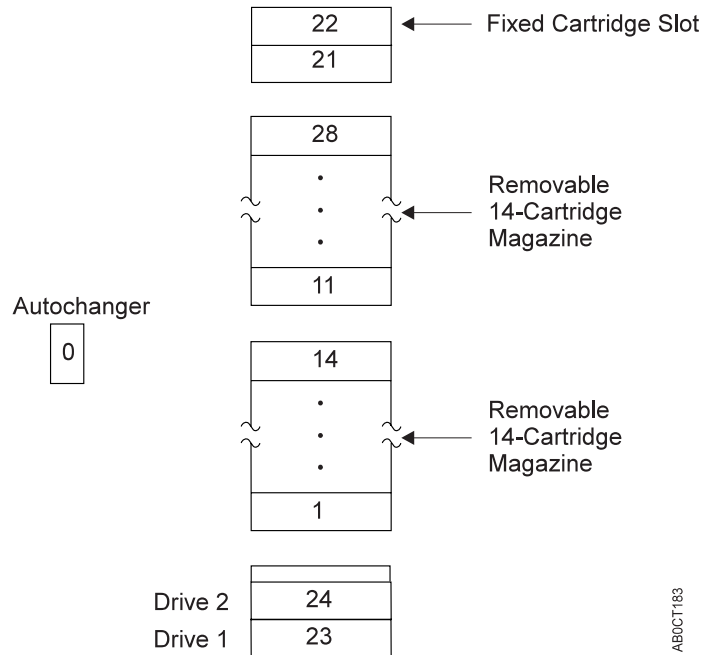 22
Fixed Cartridge Slot
21
28
Removable
14-Cartridge
Magazine
11
Autochanger
0
14
Removable
14-Cartridge
Magazine
1
Drive 2
24
Drive 1
23
AB0CT183